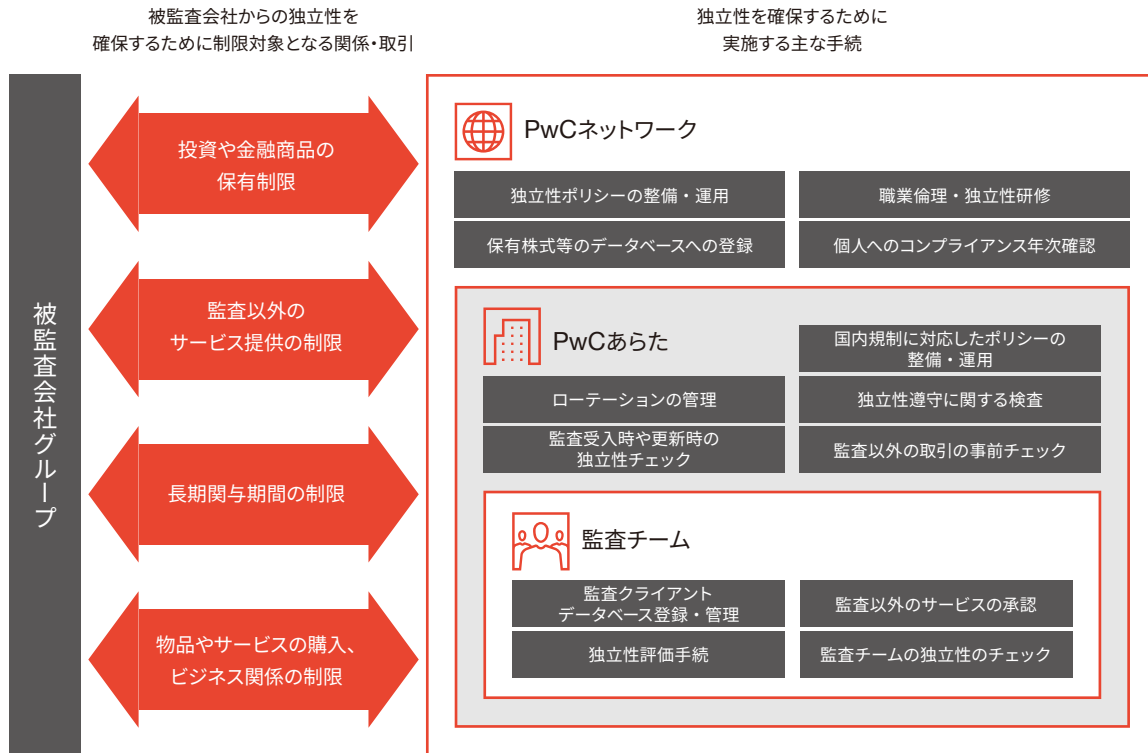 被監査会社からの独立性を
確保するために制限対象となる関係・取引
独立性を確保するために
実施する主な手続
被監査会社グループ
投資や金融商品の
保有制限
監査以外の
サービス提供の制限
長期関与期間の制限
物品やサービスの購入、
ビジネス関係の制限
PwCネットワーク
独立性ポリシーの整備・運用
職業倫理・独立性研修
保有株式等のデータベースへの登録
個人へのコンプライアンス年次確認
PwCあらた
国内規制に対応したポリシーの
整備・運用
ローテーションの管理
独立性遵守に関する検査
監査受入時や更新時の
独立性チェック
監査以外の取引の事前チェック
監査チーム
監査クライアント
データベース登録・管理
監査以外のサービスの承認
独立性評価手続
監査チームの独立性のチェック